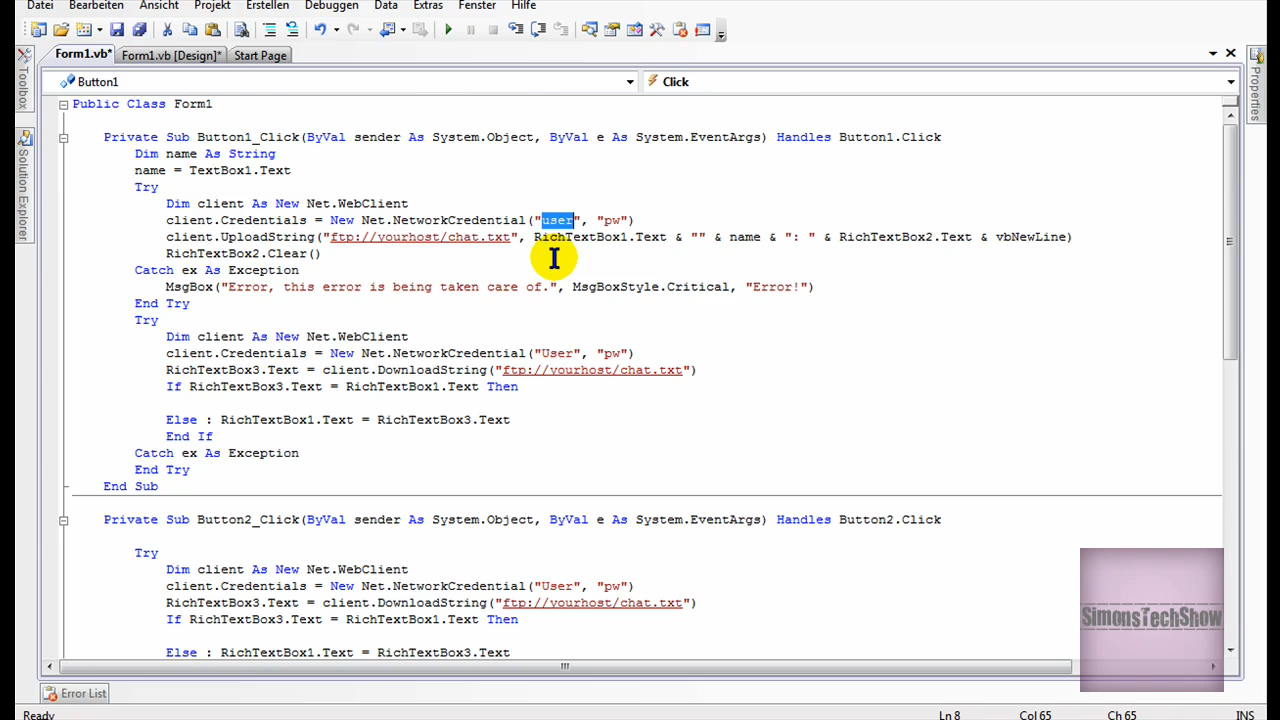 Datei Bearbeiten Ansicht Projekt Erstellen Debuggen Data Extras Fenster Hilfe
Form1.vb* Form1.vb [Design]* Start Page
Button1 Click
Toolbox
Solution Explorer
Properties
Public Class Form1
Private Sub Button1_Click(ByVal sender As System.Object, ByVal e As System.EventArgs) Handles Button1.Click
Dim name As String
name = TextBox1.Text
Try
Dim client As New Net.WebClient
client.Credentials = New Net.NetworkCredential("user", "pw")
client.UploadString("ftp://yourhost/chat.txt", RichTextBox1.Text & "" & name & ": " & RichTextBox2.Text & vbNewLine)
RichTextBox2.Clear()
Catch ex As Exception
MsgBox("Error, this error is being taken care of.", MsgBoxStyle.Critical, "Error!")
End Try
Try
Dim client As New Net.WebClient
client.Credentials = New Net.NetworkCredential("User", "pw")
RichTextBox3.Text = client.DownloadString("ftp://yourhost/chat.txt")
If RichTextBox3.Text = RichTextBox1.Text Then
Else : RichTextBox1.Text = RichTextBox3.Text
End If
Catch ex As Exception
End Try
End Sub
Private Sub Button2_Click(ByVal sender As System.Object, ByVal e As System.EventArgs) Handles Button2.Click
Try
Dim client As New Net.WebClient
client.Credentials = New Net.NetworkCredential("User", "pw")
RichTextBox3.Text = client.DownloadString("ftp://yourhost/chat.txt")
If RichTextBox3.Text = RichTextBox1.Text Then
Else : RichTextBox1.Text = RichTextBox3.Text
SimonsTechShow
Error List
Ready Ln 8 Col 65 Ch 65 INS